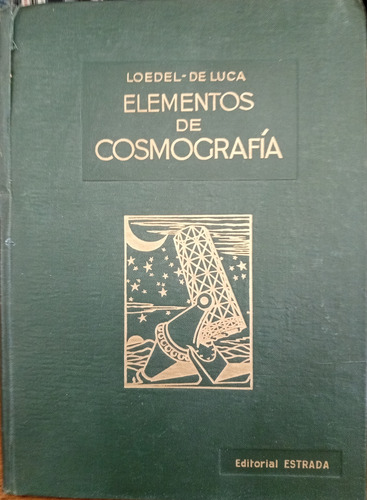 LOEDEL - DE LUCA
ELEMENTOS
DE
COSMOGRAFÍA
Editorial ESTRADA